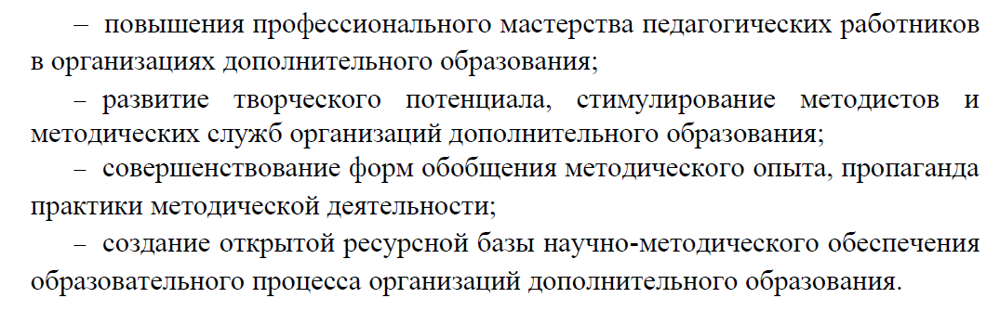 – повышения профессионального мастерства педагогических работников
в организациях дополнительного образования;
– развитие творческого потенциала, стимулирование методистов и
методических служб организаций дополнительного образования;
– совершенствование форм обобщения методического опыта, пропаганда
практики методической деятельности;
– создание открытой ресурсной базы научно-методического обеспечения
образовательного процесса организаций дополнительного образования.